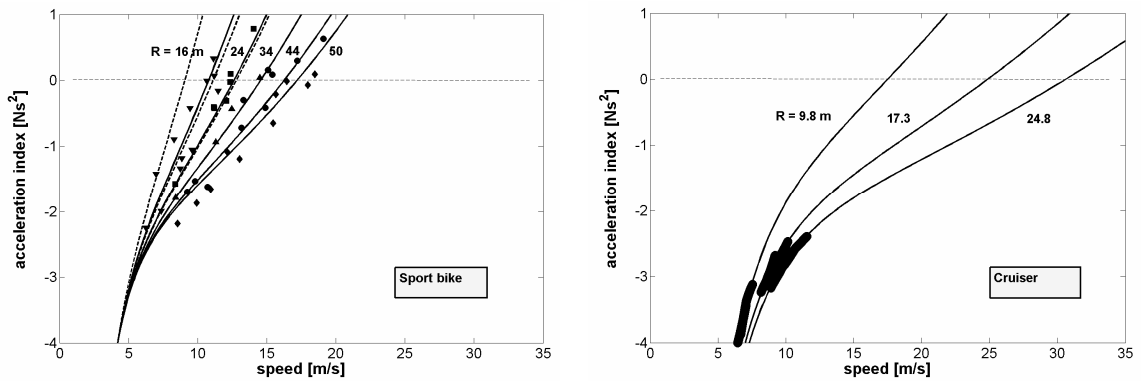 acceleration index [Ns²]
1
0
-1
-2
-3
-4
R = 16 m 24 34 44 50
Sport bike
0 5 10 15 20 25 30 35
speed [m/s]
acceleration index [Ns²]
1
0
-1
-2
-3
-4
R = 9.8 m 17.3 24.8
Cruiser
0 5 10 15 20 25 30 35
speed [m/s]